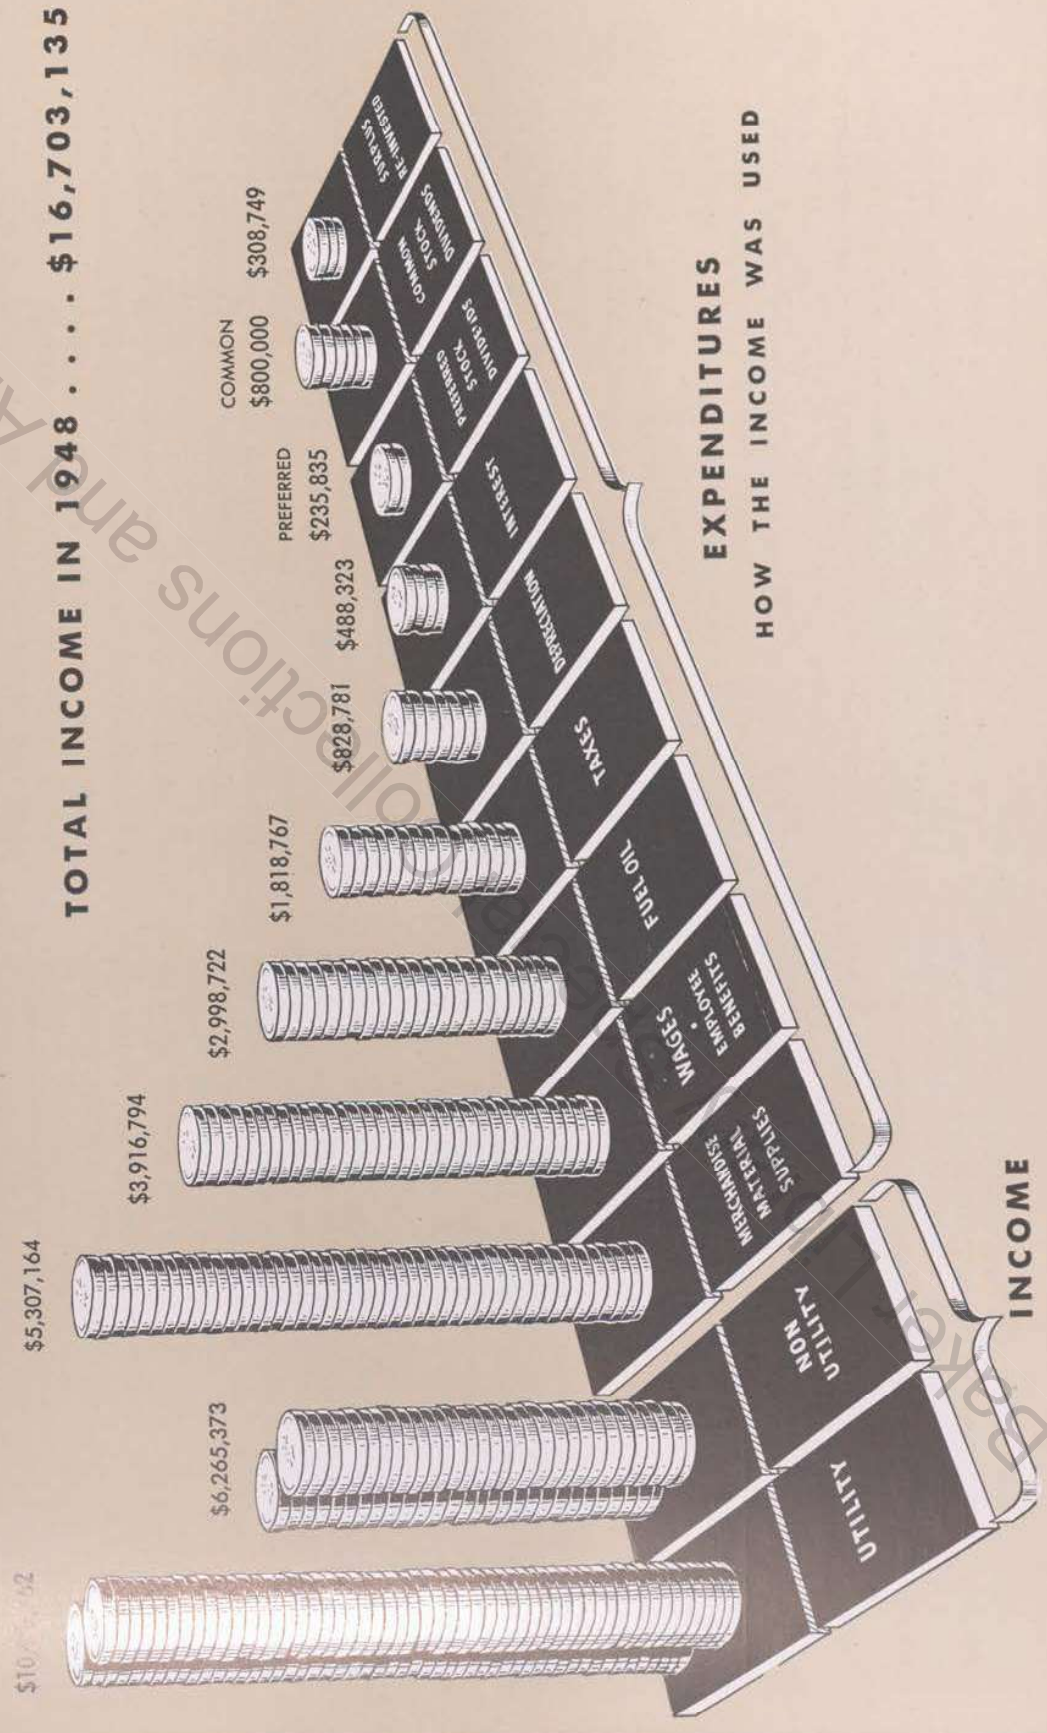 TOTAL INCOME IN 1948 . . . . $16,703,135
$5,307,164
$6,265,373
$3,916,794
$2,998,722
$1,818,767
$828,781
$488,323
PREFERRED
$235,835
COMMON
$800,000
$308,749
UTILITY
NON
UTILITY
MERCHANDISE
MATERIAL
SUPPLIES
WAGES
•
EMPLOYEE
BENEFITS
FUEL OIL
TAXES
DEPRECIATION
INTEREST
PREFERRED
STOCK
DIVIDENDS
COMMON
STOCK
DIVIDENDS
SURPLUS
RE-INVESTED
INCOME
EXPENDITURES
HOW THE INCOME WAS USED
Baker Collections and